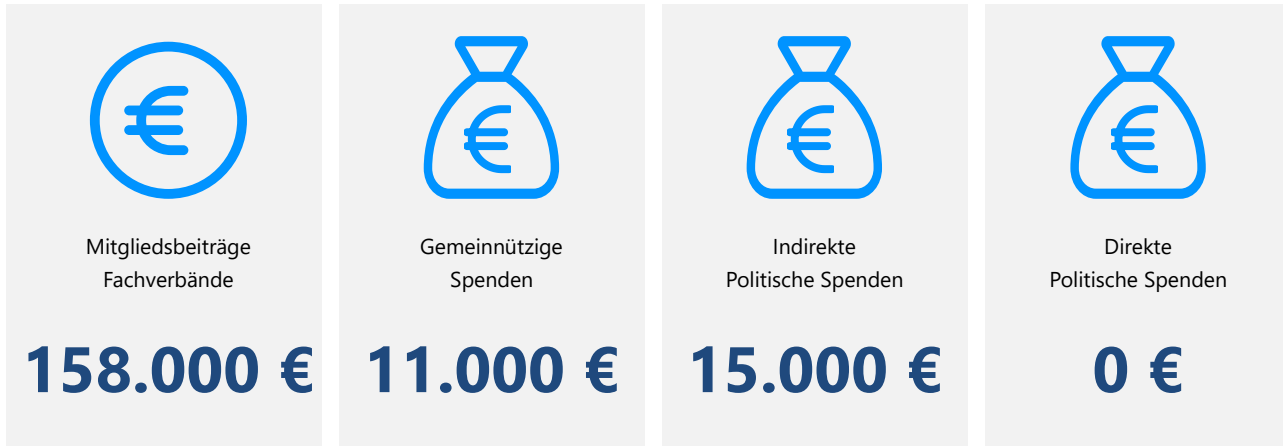 Mitgliedsbeiträge
Fachverbände
158.000 €
Gemeinnützige
Spenden
11.000 €
Indirekte
Politische Spenden
15.000 €
Direkte
Politische Spenden
0 €